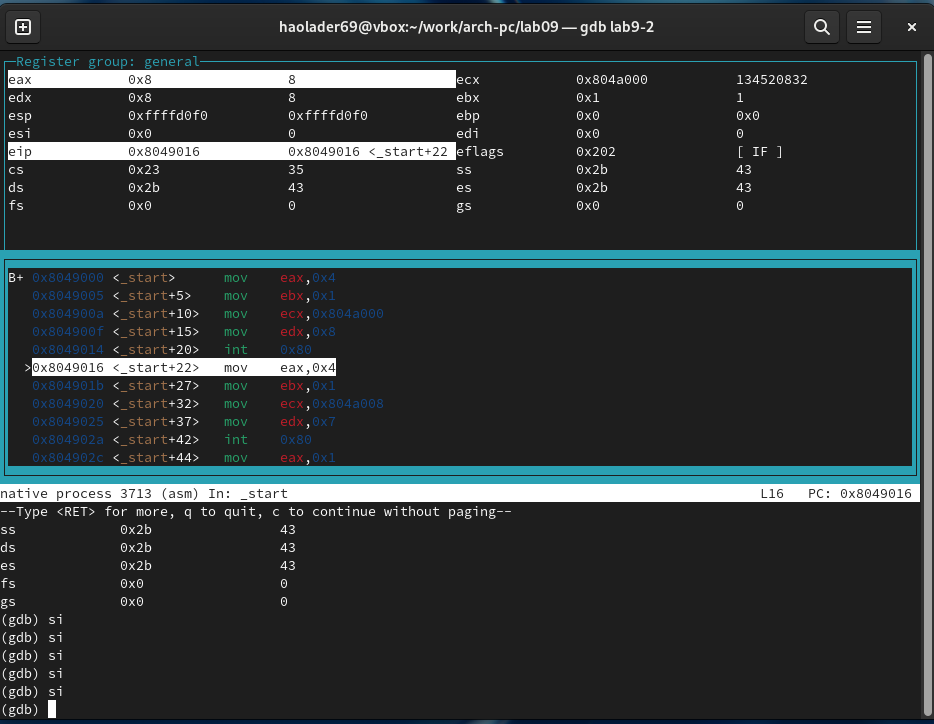 haolader69@vbox:~/work/arch-pc/lab09 — gdb lab9-2
Register group: general
eax 0x8 8 ecx 0x804a000 134520832
edx 0x8 8 ebx 0x1 1
esp 0xffffd0f0 0xffffd0f0 ebp 0x0 0x0
esi 0x0 0 edi 0x0 0
eip 0x8049016 0x8049016 <_start+22 eflags 0x202 [ IF ]
cs 0x23 35 ss 0x2b 43
ds 0x2b 43 es 0x2b 43
fs 0x0 0 gs 0x0 0
B+ 0x8049000 <_start> mov eax,0x4
0x8049005 <_start+5> mov ebx,0x1
0x804900a <_start+10> mov ecx,0x804a000
0x804900f <_start+15> mov edx,0x8
0x8049014 <_start+20> int 0x80
>0x8049016 <_start+22> mov eax,0x4
0x804901b <_start+27> mov ebx,0x1
0x8049020 <_start+32> mov ecx,0x804a008
0x8049025 <_start+37> mov edx,0x7
0x804902a <_start+42> int 0x80
0x804902c <_start+44> mov eax,0x1
native process 3713 (asm) In: _start L16 PC: 0x8049016
--Type <RET> for more, q to quit, c to continue without paging--
ss 0x2b 43
ds 0x2b 43
es 0x2b 43
fs 0x0 0
gs 0x0 0
(gdb) si
(gdb) si
(gdb) si
(gdb) si
(gdb) si
(gdb)